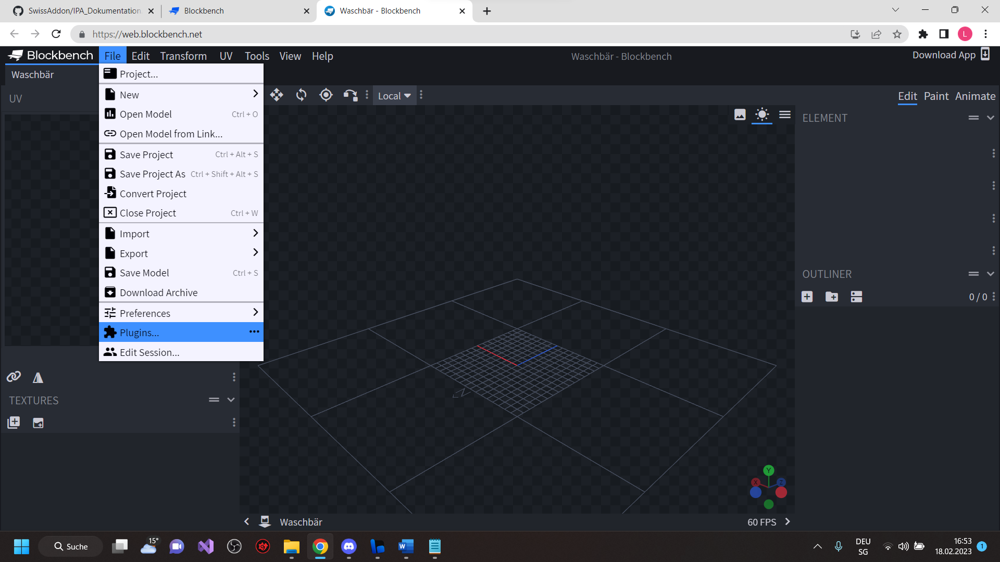 SwissAddon/IPA_Dokumentation
Blockbench
Waschbär - Blockbench
https://web.blockbench.net
L
Blockbench
File
Edit
Transform
UV
Tools
View
Help
Waschbär - Blockbench
Download App
Waschbär
UV
Project...
New
Open Model Ctrl + O
Open Model from Link...
Save Project Ctrl + Alt + S
Save Project As Ctrl + Shift + Alt + S
Convert Project
Close Project Ctrl + W
Import
Export
Save Model Ctrl + S
Download Archive
Preferences
Plugins...
Edit Session...
Local
Edit Paint Animate
ELEMENT
OUTLINER
0 / 0
TEXTURES
Y
X
Z
Waschbär
60 FPS
15°
Suche
DEU
SG
16:53
18.02.2023
1